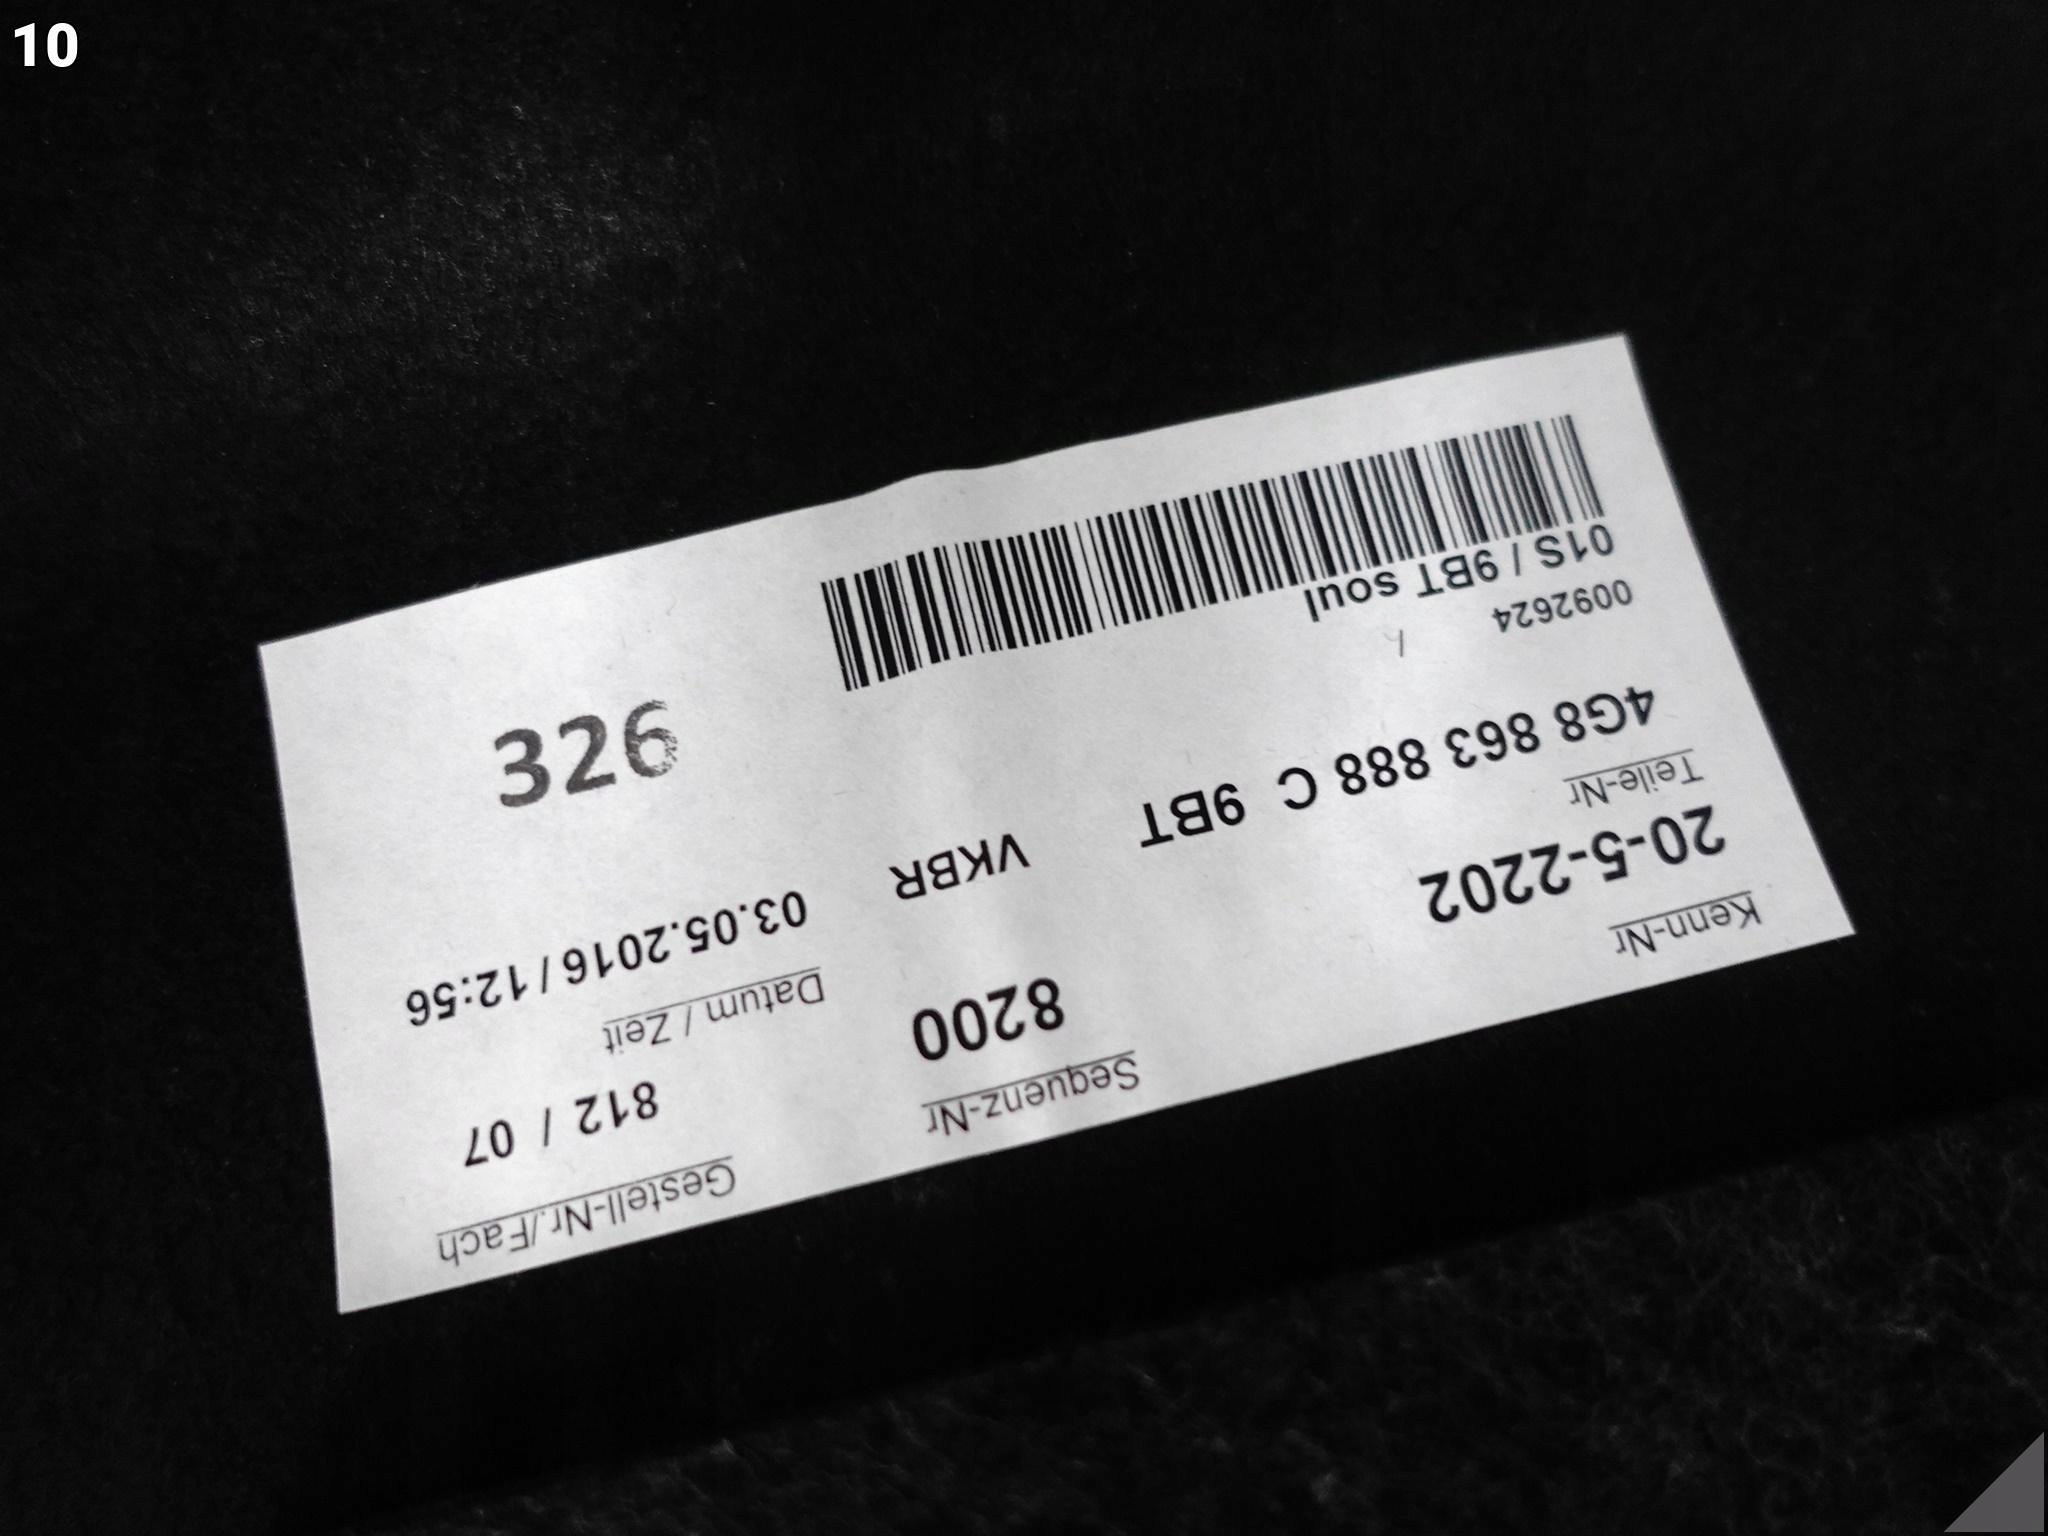 10
Kenn-Nr Sequenz-Nr Gestell-Nr./Fach
20-5-2202 8200 812 / 07
Teile-Nr Datum / Zeit
4G8 863 888 C 9BT VKBR 03.05.2016 / 12:56
0092624
01S / 9BT soul
326